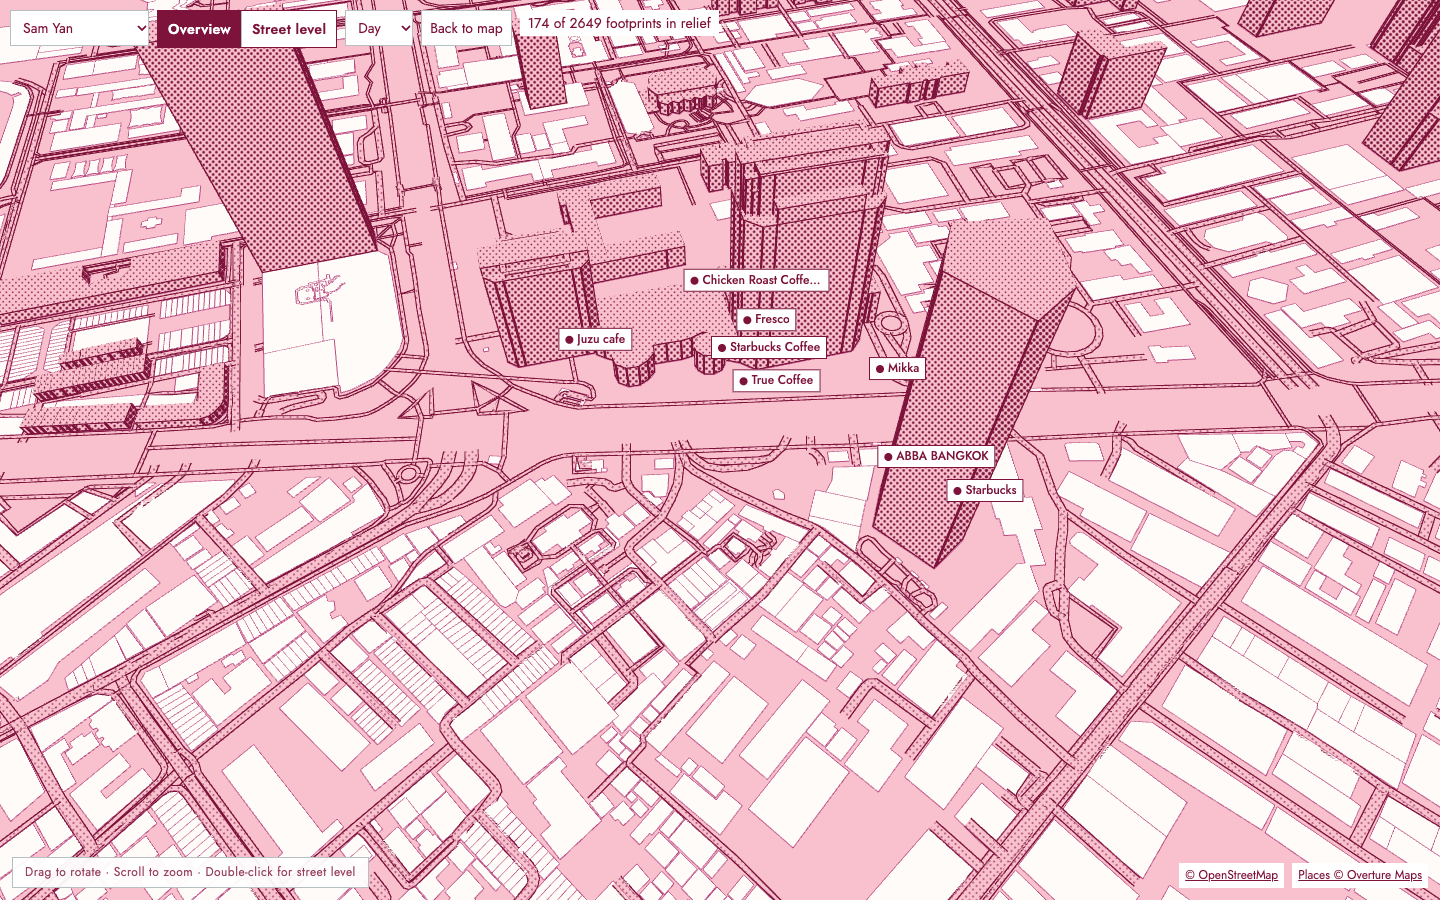 Sam Yan
Overview
Street level
Day
Back to map
174 of 2649 footprints in relief
Chicken Roast Coffe...
Fresco
Juzu cafe
Starbucks Coffee
True Coffee
Mikka
ABBA BANGKOK
Starbucks
Drag to rotate · Scroll to zoom · Double-click for street level
© OpenStreetMap
Places © Overture Maps